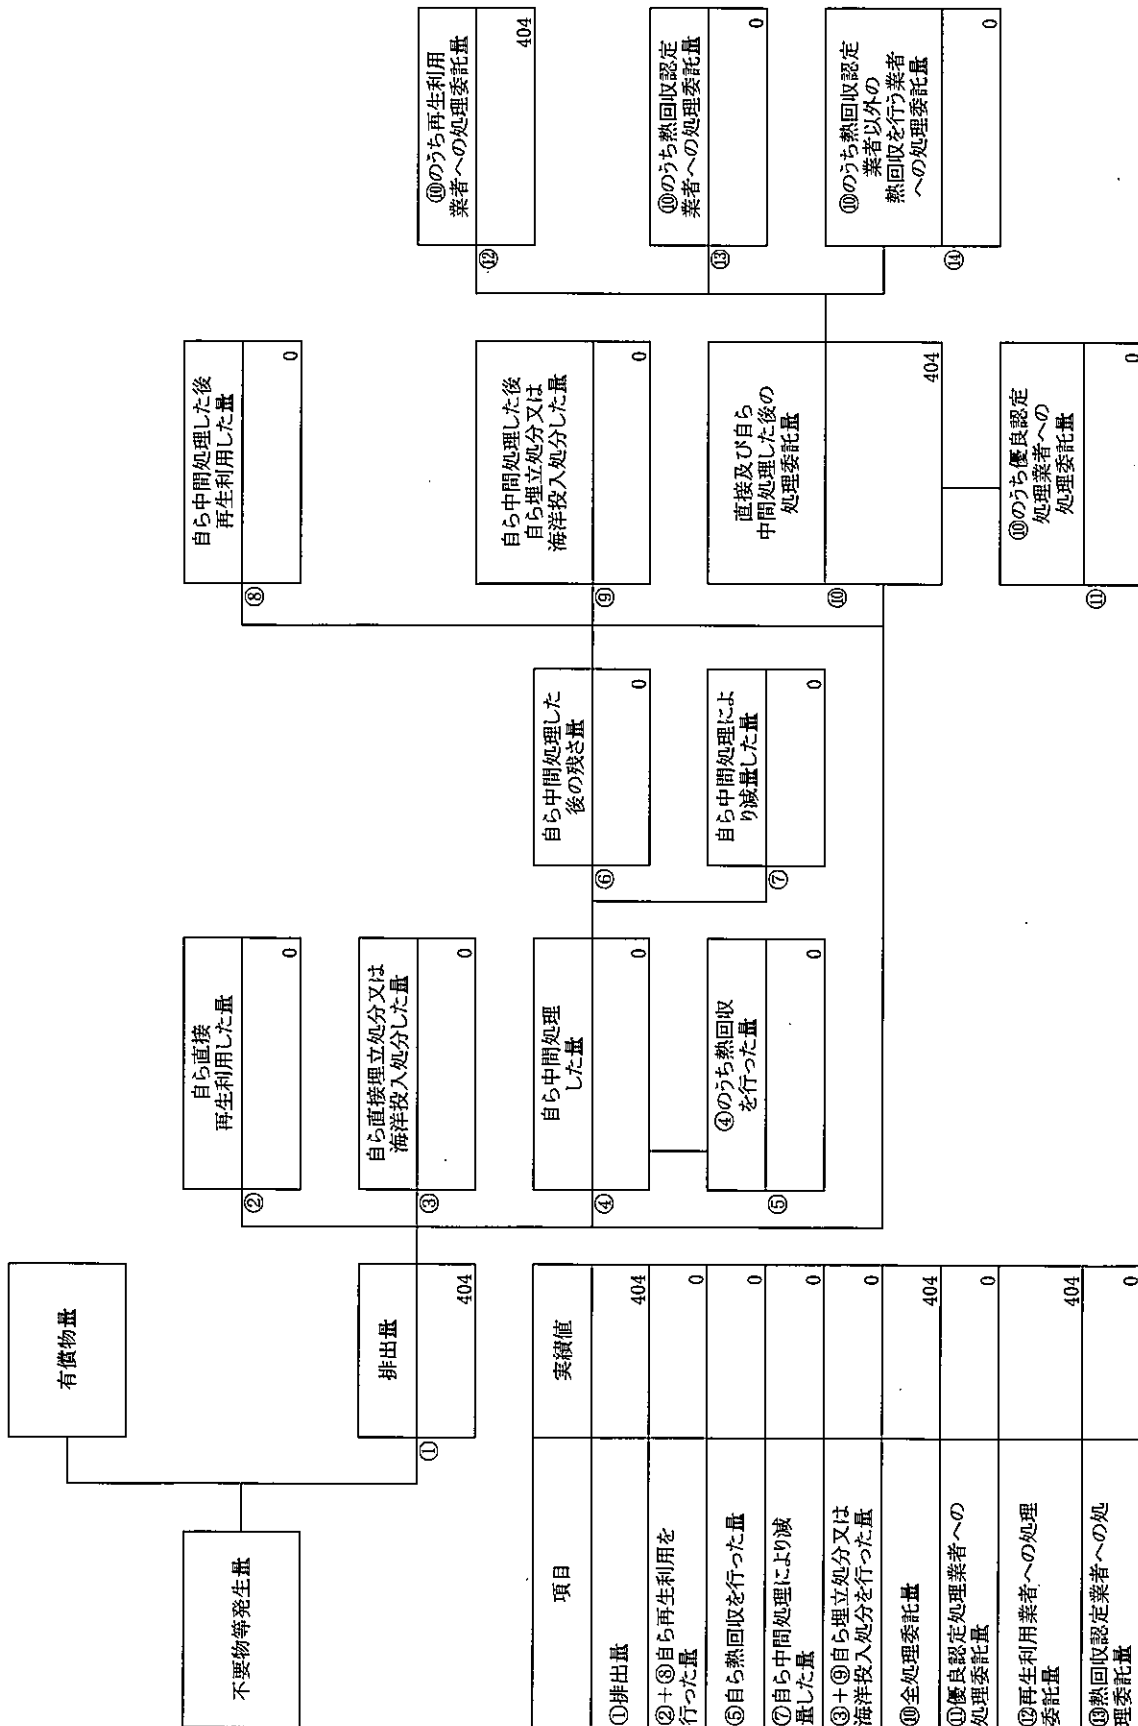 不要物等発生量
有償物量
排出量
①
404
自ら直接
再生利用した量
②
0
自ら直接埋立処分又は
海洋投入処分した量
③
0
自ら中間処理
した量
④
0
④のうち熱回収
を行った量
⑤
0
自ら中間処理した
後の残さ量
⑥
0
自ら中間処理によ
り減量した量
⑦
0
自ら中間処理した後
再生利用した量
⑧
0
自ら中間処理した後
自ら埋立処分又は
海洋投入処分した量
⑨
0
直接及び自ら
中間処理した後の
処理委託量
⑩
404
⑩のうち優良認定
処理業者への
処理委託量
⑪
0
⑩のうち再生利用
業者への処理委託量
⑫
404
⑩のうち熱回収認定
業者への処理委託量
⑬
0
⑩のうち熱回収認定
業者以外の
熱回収を行う業者
への処理委託量
⑭
0
項目 実績値
①排出量 404
②+⑧自ら再生利用を
行った量 0
⑤自ら熱回収を行った量 0
⑦自ら中間処理により減
量した量 0
③+⑨自ら埋立処分又は
海洋投入処分を行った量 0
⑩全処理委託量 404
⑪優良認定処理業者への
処理委託量 0
⑫再生利用業者への処理
委託量 404
⑬熱回収認定業者への処
理委託量 0